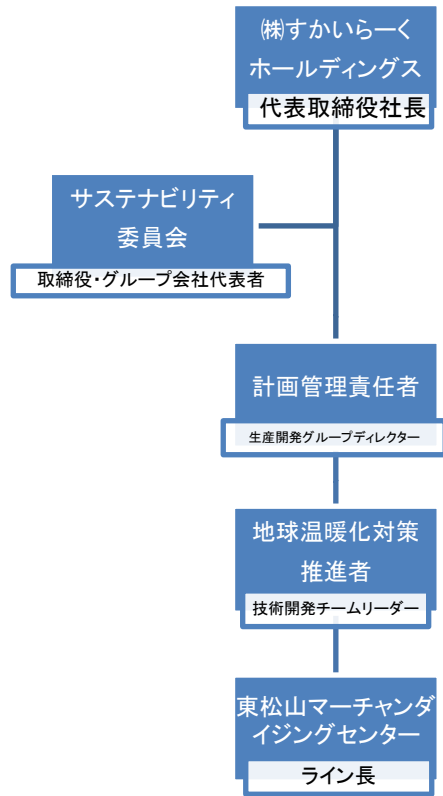 ㈱すかいらーく
ホールディングス
代表取締役社長
サステナビリティ
委員会
取締役・グループ会社代表者
計画管理責任者
生産開発グループディレクター
地球温暖化対策
推進者
技術開発チームリーダー
東松山マーチャンダ
イジングセンター
ライン長